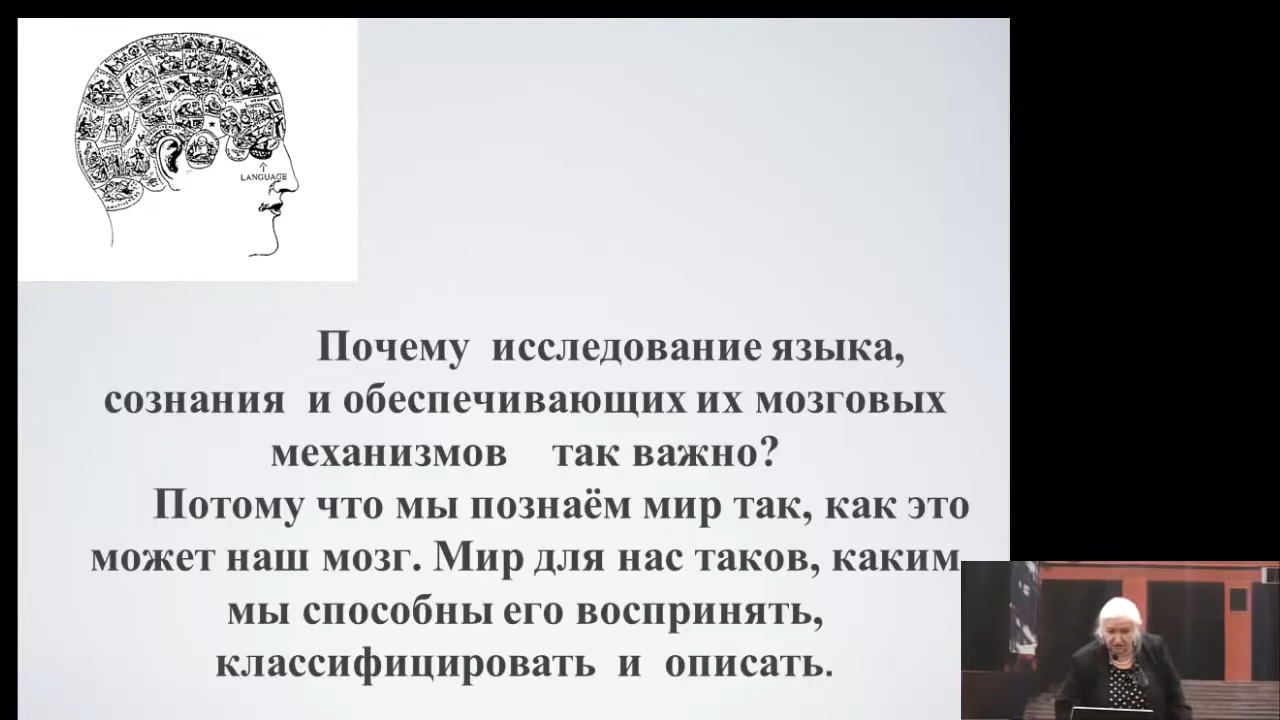 LANGUAGE
Почему исследование языка,
сознания и обеспечивающих их мозговых
механизмов так важно?
Потому что мы познаём мир так, как это
может наш мозг. Мир для нас таков, каким
мы способны его воспринять,
классифицировать и описать.